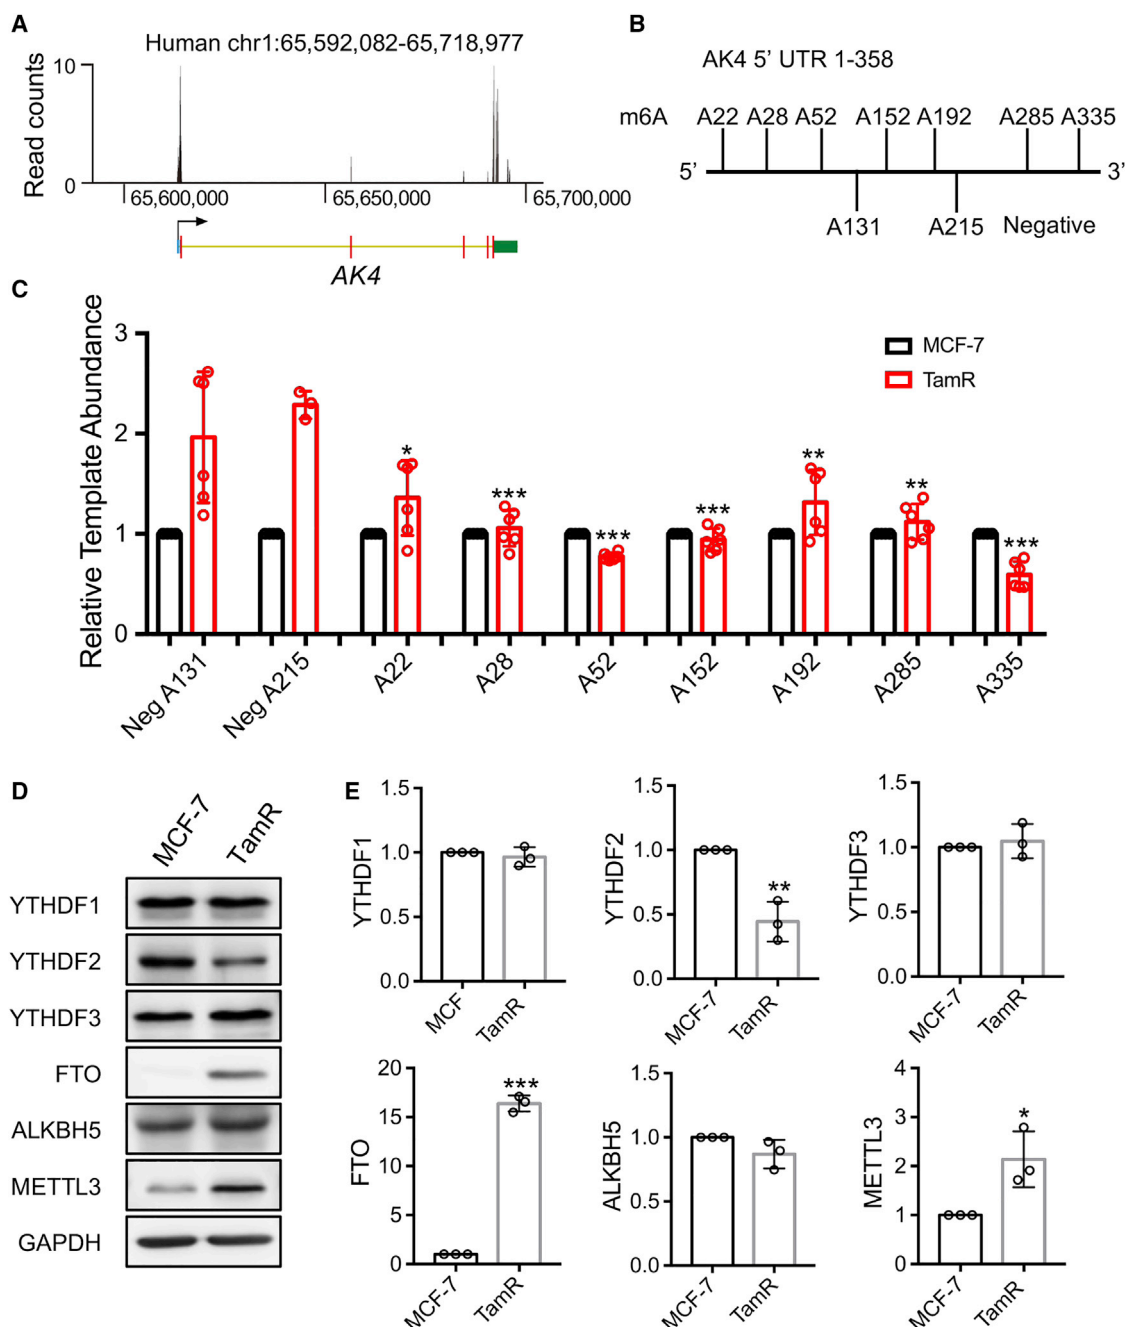 A
Human chr1:65,592,082-65,718,977
Read counts
10
0
65,600,000 65,650,000 65,700,000
AK4
B
AK4 5’ UTR 1-358
m6A A22 A28 A52 A152 A192 A285 A335
5’ 3’
A131 A215 Negative
C
Relative Template Abundance
3
2
1
0
MCF-7
TamR
* *** *** *** ** ** ***
Neg A131 Neg A215 A22 A28 A52 A152 A192 A285 A335
D
MCF-7 TamR
YTHDF1
YTHDF2
YTHDF3
FTO
ALKBH5
METTL3
GAPDH
E
YTHDF1
1.5
1.0
0.5
0.0
MCF TamR
YTHDF2
1.5
1.0
0.5
0.0
**
MCF-7 TamR
YTHDF3
1.5
1.0
0.5
0.0
MCF-7 TamR
FTO
20
15
10
5
0
***
MCF-7 TamR
ALKBH5
1.5
1.0
0.5
0.0
MCF-7 TamR
METTL3
4
3
2
1
0
*
MCF-7 TamR